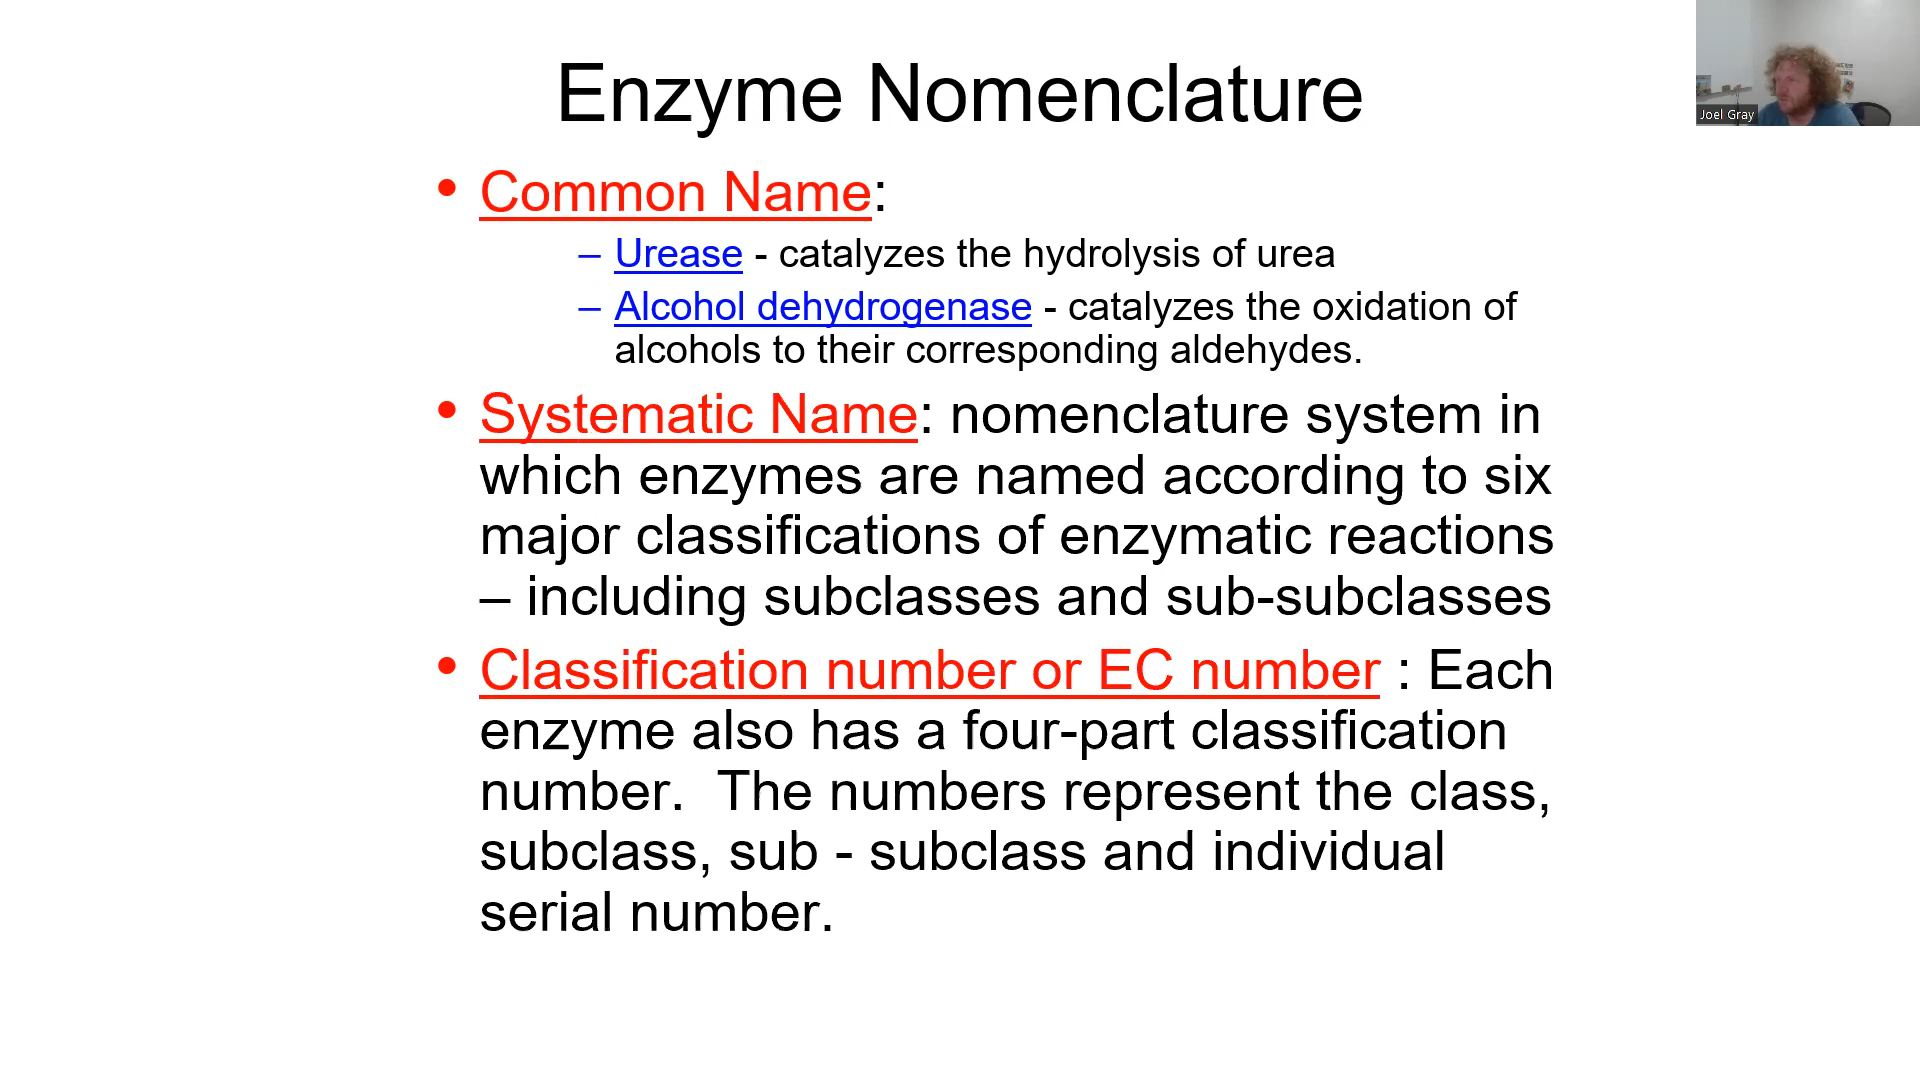 Enzyme Nomenclature
Joel Gray
• Common Name:
– Urease - catalyzes the hydrolysis of urea
– Alcohol dehydrogenase - catalyzes the oxidation of
alcohols to their corresponding aldehydes.
• Systematic Name: nomenclature system in
which enzymes are named according to six
major classifications of enzymatic reactions
– including subclasses and sub-subclasses
• Classification number or EC number : Each
enzyme also has a four-part classification
number.  The numbers represent the class,
subclass, sub - subclass and individual
serial number.